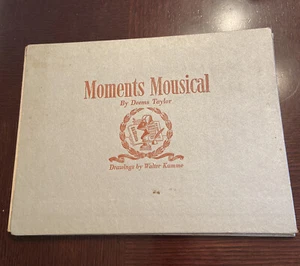 Moments Mousical
By Deems Taylor
Drawings by Walter Kumme